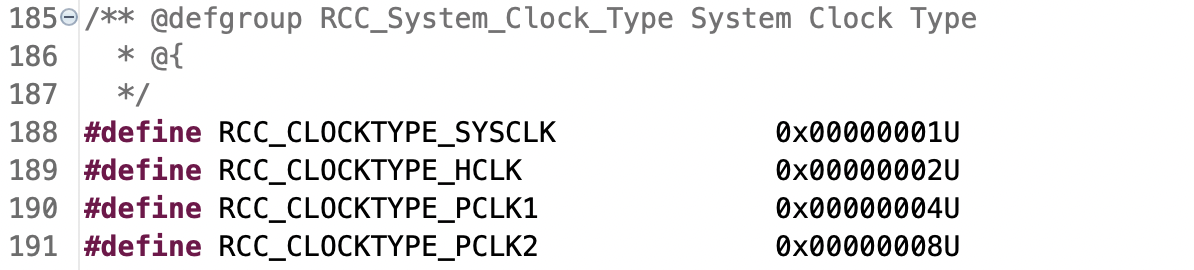 185 /** @defgroup RCC_System_Clock_Type System Clock Type
186   * @{
187   */
188 #define RCC_CLOCKTYPE_SYSCLK             0x00000001U
189 #define RCC_CLOCKTYPE_HCLK               0x00000002U
190 #define RCC_CLOCKTYPE_PCLK1              0x00000004U
191 #define RCC_CLOCKTYPE_PCLK2              0x00000008U